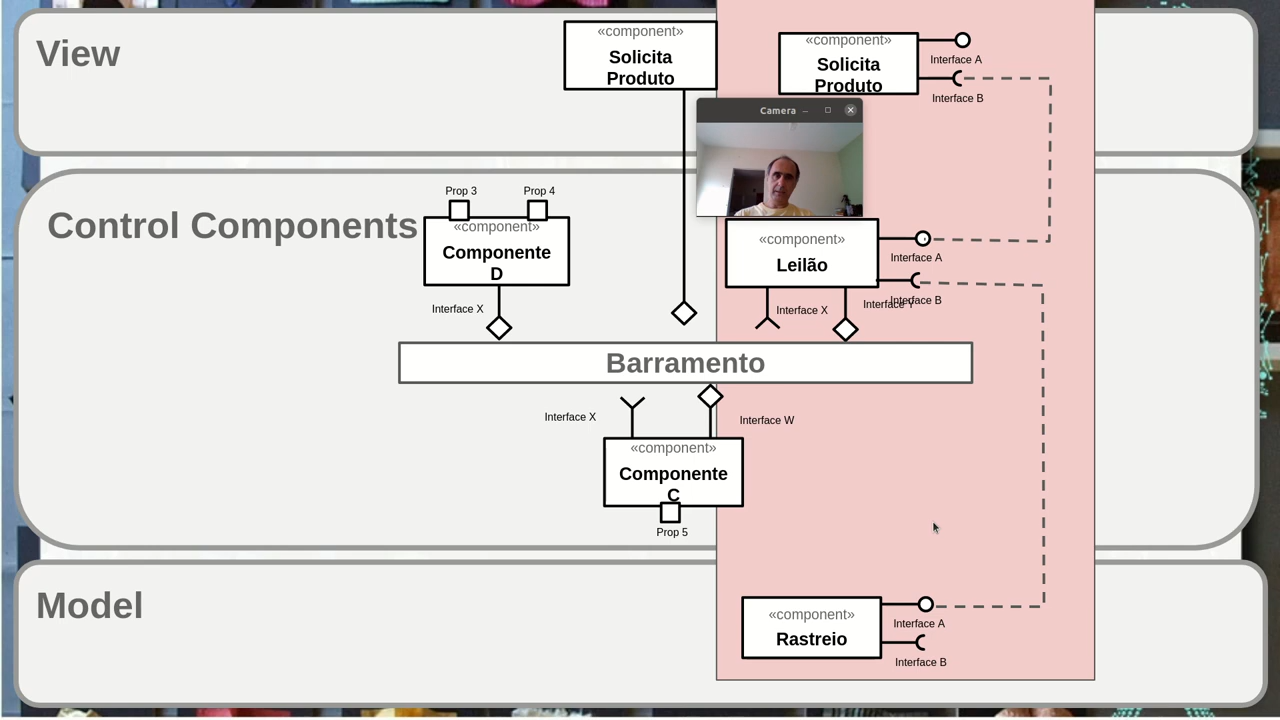 View
«component»
Solicita
Produto
«component»
Solicita
Produto
Interface A
Interface B
Camera
Control Components
Prop 3
Prop 4
«component»
Componente
D
Interface X
«component»
Leilão
Interface A
Interface B
Interface X
Interface Y
Barramento
Interface X
Interface W
«component»
Componente
C
Prop 5
Model
«component»
Rastreio
Interface A
Interface B